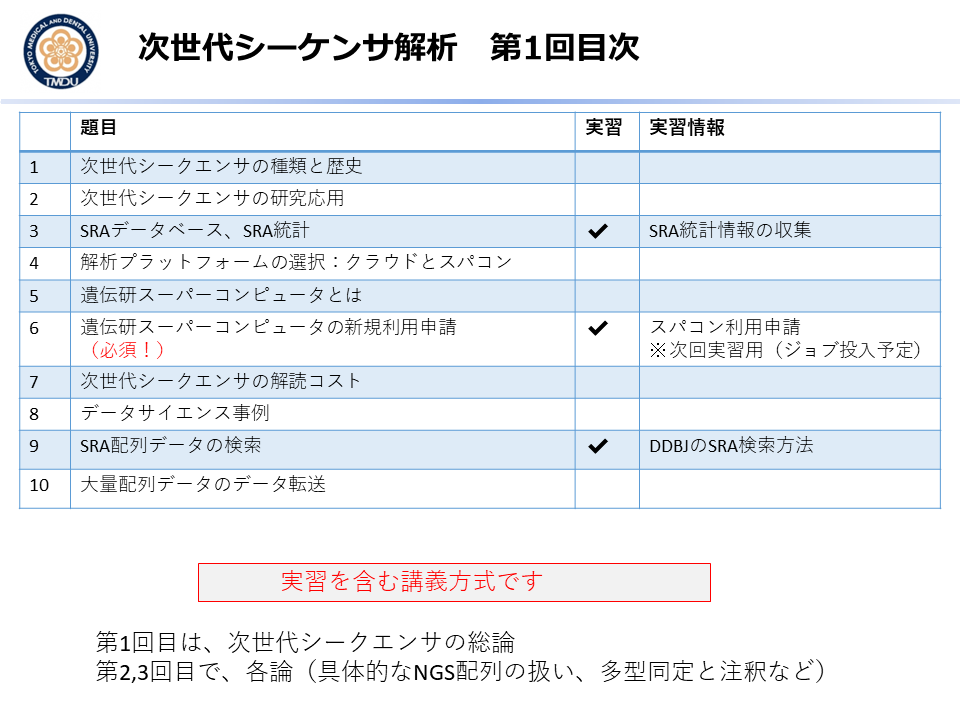 TOKYO MEDICAL AND DENTAL UNIVERSITY
TMDU
次世代シーケンサ解析　第1回目次
題目 実習 実習情報
1 次世代シークエンサの種類と歴史
2 次世代シークエンサの研究応用
3 SRAデータベース、SRA統計 ✓ SRA統計情報の収集
4 解析プラットフォームの選択：クラウドとスパコン
5 遺伝研スーパーコンピュータとは
6 遺伝研スーパーコンピュータの新規利用申請 ✓ スパコン利用申請
（必須！） ※次回実習用（ジョブ投入予定）
7 次世代シークエンサの解読コスト
8 データサイエンス事例
9 SRA配列データの検索 ✓ DDBJのSRA検索方法
10 大量配列データのデータ転送
実習を含む講義方式です
第1回目は、次世代シークエンサの総論
第2,3回目で、各論（具体的なNGS配列の扱い、多型同定と注釈など）